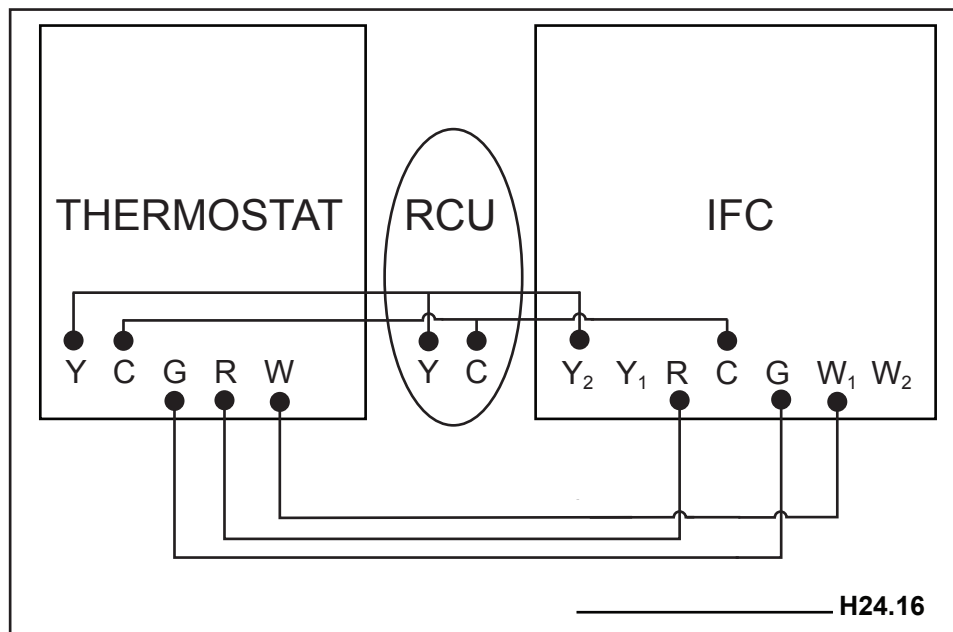 THERMOSTAT RCU IFC
Y C G R W Y C Y₂ Y₁ R C G W₁ W₂
H24.16